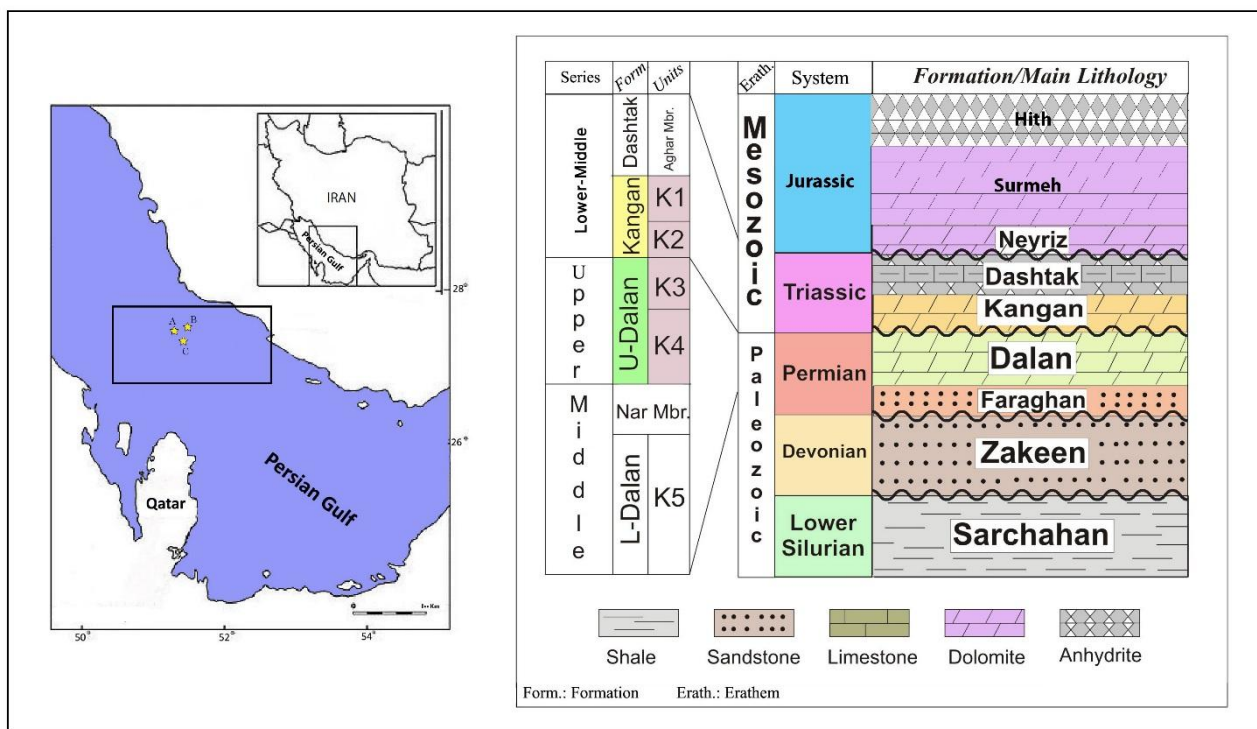 IRAN
Persian Gulf
28°
A
B
C
26°
Persian Gulf
Qatar
50°
52°
54°
Series
Form.
Units
Erath.
System
Formation/Main Lithology
Lower-Middle
Dashtak
Aghar Mbr.
Kangan
K1
K2
Upper
U-Dalan
K3
K4
Middle
Nar Mbr.
L-Dalan
K5
Mesozoic
Jurassic
Hith
Surmeh
Neyriz
Triassic
Dashtak
Kangan
Paleozoic
Permian
Dalan
Faraghan
Devonian
Zakeen
Lower
Silurian
Sarchahan
Shale
Sandstone
Limestone
Dolomite
Anhydrite
Form.: Formation Erath.: Erathem